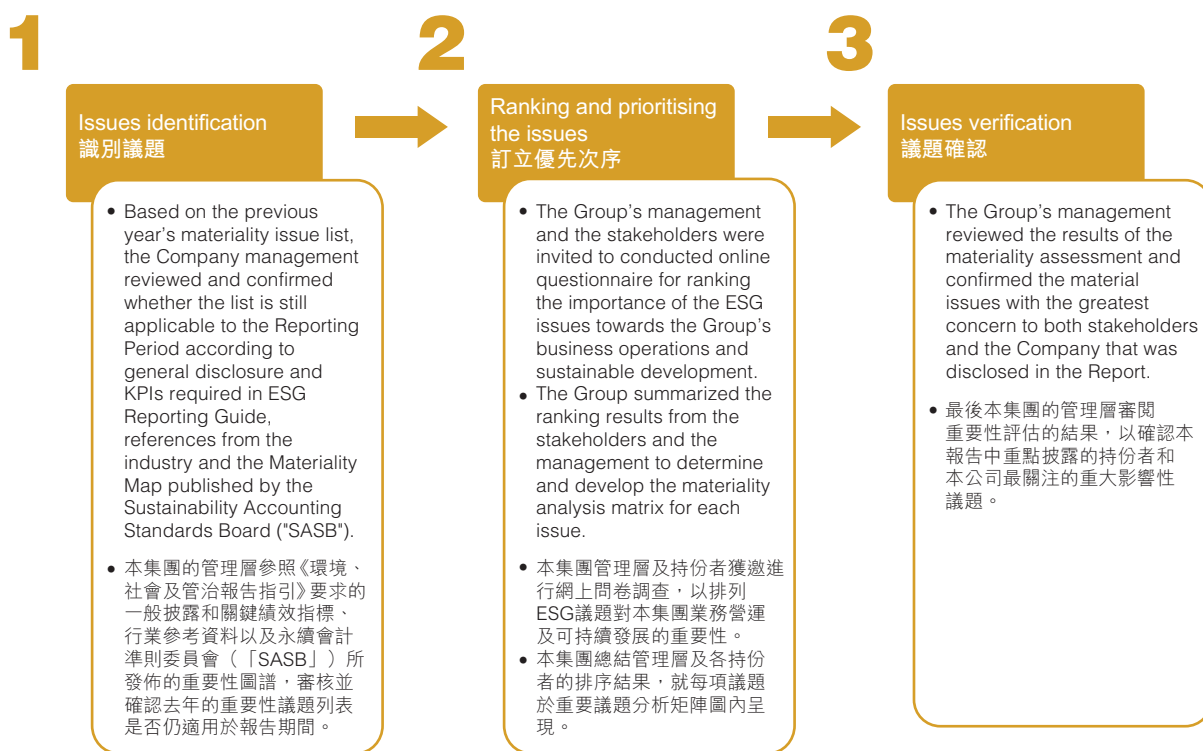 1
Issues identification
識別議題
• Based on the previous
year’s materiality issue list,
the Company management
reviewed and confirmed
whether the list is still
applicable to the Reporting
Period according to
general disclosure and
KPIs required in ESG
Reporting Guide,
references from the
industry and the Materiality
Map published by the
Sustainability Accounting
Standards Board ("SASB").
• 本集團的管理層參照《環境、
社會及管治報告指引》要求的
一般披露和關鍵績效指標、
行業參考資料以及永續會計
準則委員會（「SASB」）所
發佈的重要性圖譜，審核並
確認去年的重要性議題列表
是否仍適用於報告期間。
2
Ranking and prioritising
the issues
訂立優先次序
• The Group’s management
and the stakeholders were
invited to conducted online
questionnaire for ranking
the importance of the ESG
issues towards the Group’s
business operations and
sustainable development.
• The Group summarized the
ranking results from the
stakeholders and the
management to determine
and develop the materiality
analysis matrix for each
issue.
• 本集團管理層及持份者獲邀進
行網上問卷調查，以排列
ESG議題對本集團業務營運
及可持續發展的重要性。
• 本集團總結管理層及各持份
者的排序結果，就每項議題
於重要議題分析矩陣圖內呈
現。
3
Issues verification
議題確認
• The Group’s management
reviewed the results of the
materiality assessment and
confirmed the material
issues with the greatest
concern to both stakeholders
and the Company that was
disclosed in the Report.
• 最後本集團的管理層審閱
重要性評估的結果，以確認本
報告中重點披露的持份者和
本公司最關注的重大影響性
議題。